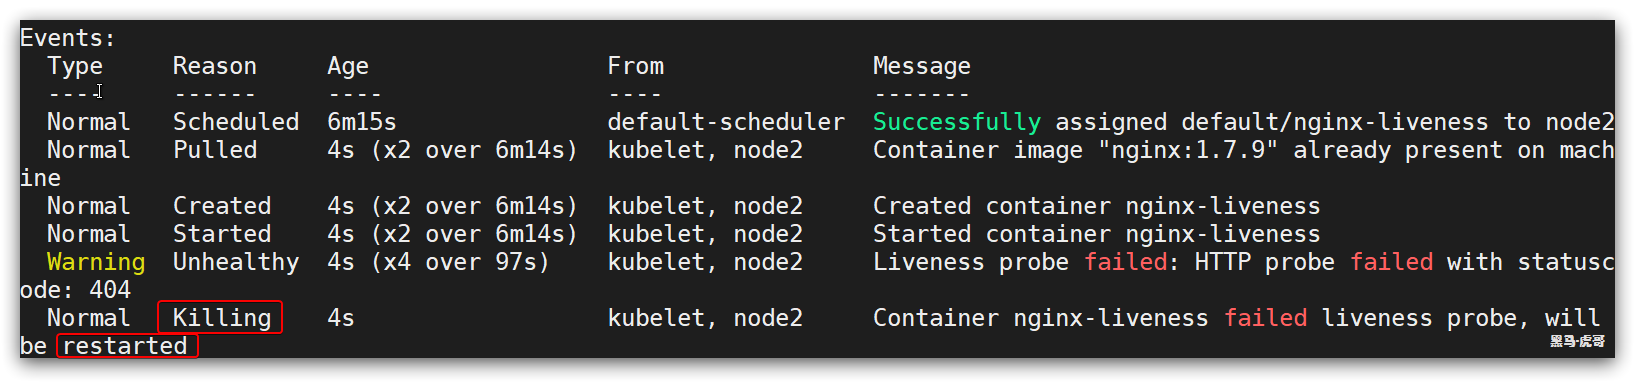 Events:
  Type     Reason     Age                 From               Message
  ----     ------     ----                ----               -------
  Normal   Scheduled  6m15s               default-scheduler  Successfully assigned default/nginx-liveness to node2
  Normal   Pulled     4s (x2 over 6m14s)  kubelet, node2     Container image "nginx:1.7.9" already present on mach
ine
  Normal   Created    4s (x2 over 6m14s)  kubelet, node2     Created container nginx-liveness
  Normal   Started    4s (x2 over 6m14s)  kubelet, node2     Started container nginx-liveness
  Warning  Unhealthy  4s (x4 over 97s)    kubelet, node2     Liveness probe failed: HTTP probe failed with statusc
ode: 404
  Normal   Killing    4s                  kubelet, node2     Container nginx-liveness failed liveness probe, will
be restarted
黑马·虎哥